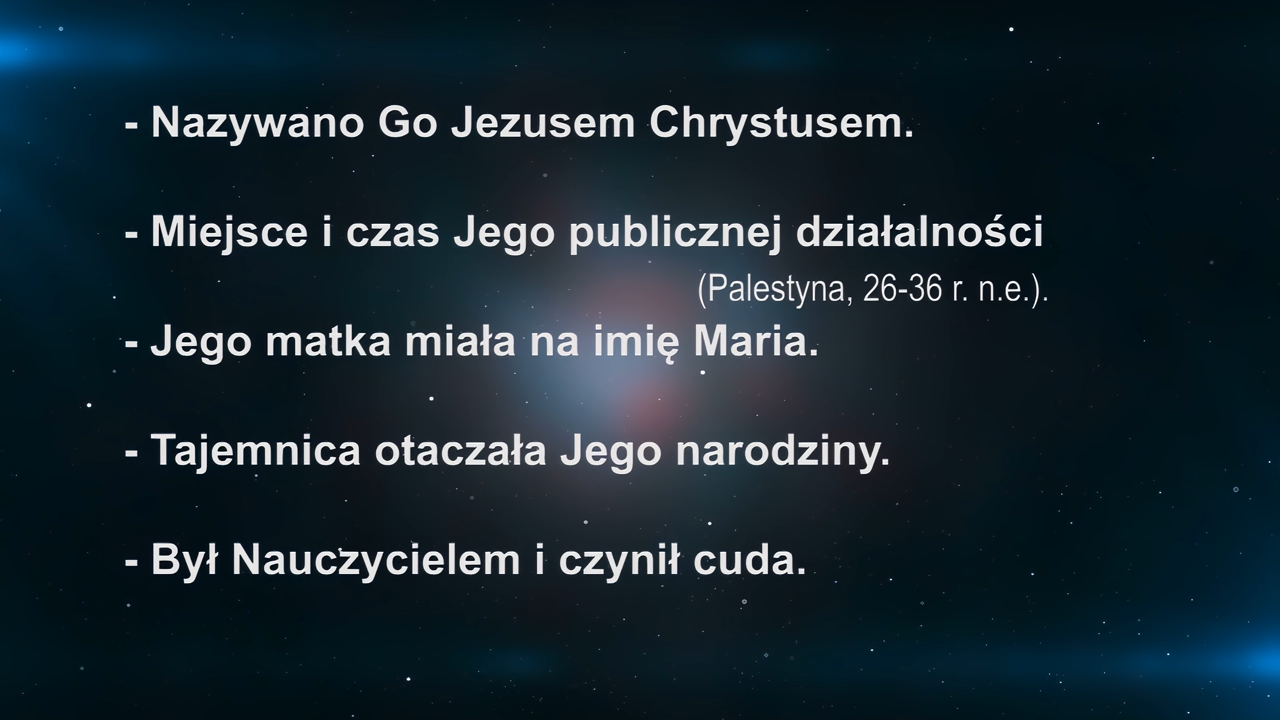 - Nazywano Go Jezusem Chrystusem.
- Miejsce i czas Jego publicznej działalności
(Palestyna, 26-36 r. n.e.).
- Jego matka miała na imię Maria.
- Tajemnica otaczała Jego narodziny.
- Był Nauczycielem i czynił cuda.